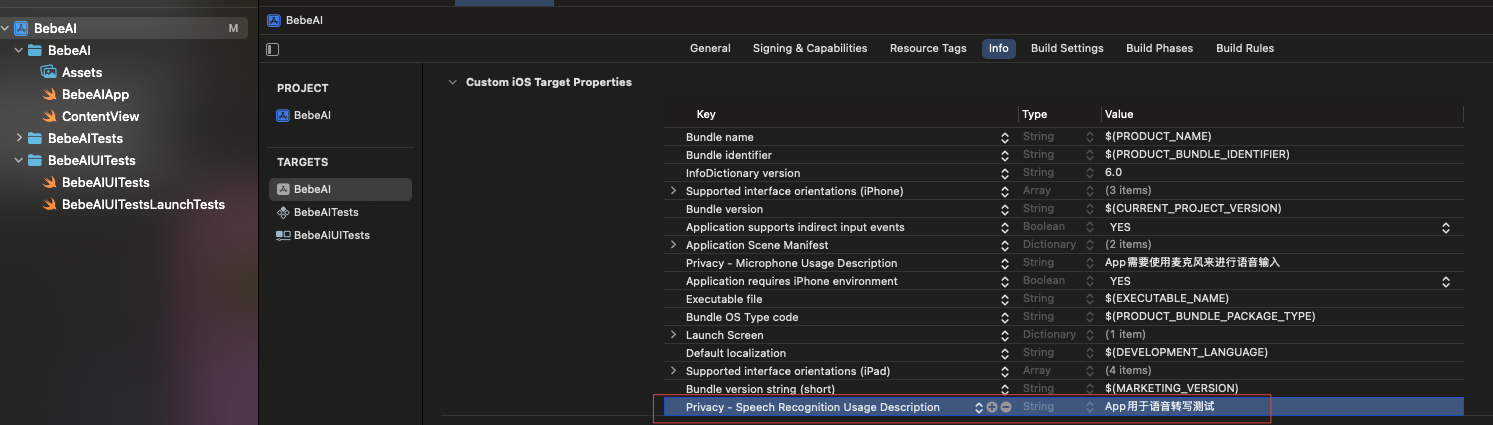 BebeAI M
BebeAI
Assets
BebeAIApp
ContentView
BebeAITests
BebeAIUITests
BebeAIUITests
BebeAIUITestsLaunchTests
BebeAI
General Signing & Capabilities Resource Tags Info Build Settings Build Phases Build Rules
PROJECT
BebeAI
TARGETS
BebeAI
BebeAITests
BebeAIUITests
Custom iOS Target Properties
Key Type Value
Bundle name String $(PRODUCT_NAME)
Bundle identifier String $(PRODUCT_BUNDLE_IDENTIFIER)
InfoDictionary version String 6.0
Supported interface orientations (iPhone) Array (3 items)
Bundle version String $(CURRENT_PROJECT_VERSION)
Application supports indirect input events Boolean YES
Application Scene Manifest Dictionary (2 items)
Privacy - Microphone Usage Description String App需要使用麦克风来进行语音输入
Application requires iPhone environment Boolean YES
Executable file String $(EXECUTABLE_NAME)
Bundle OS Type code String $(PRODUCT_BUNDLE_PACKAGE_TYPE)
Launch Screen Dictionary (1 item)
Default localization String $(DEVELOPMENT_LANGUAGE)
Supported interface orientations (iPad) Array (4 items)
Bundle version string (short) String $(MARKETING_VERSION)
Privacy - Speech Recognition Usage Description String App用于语音转写测试